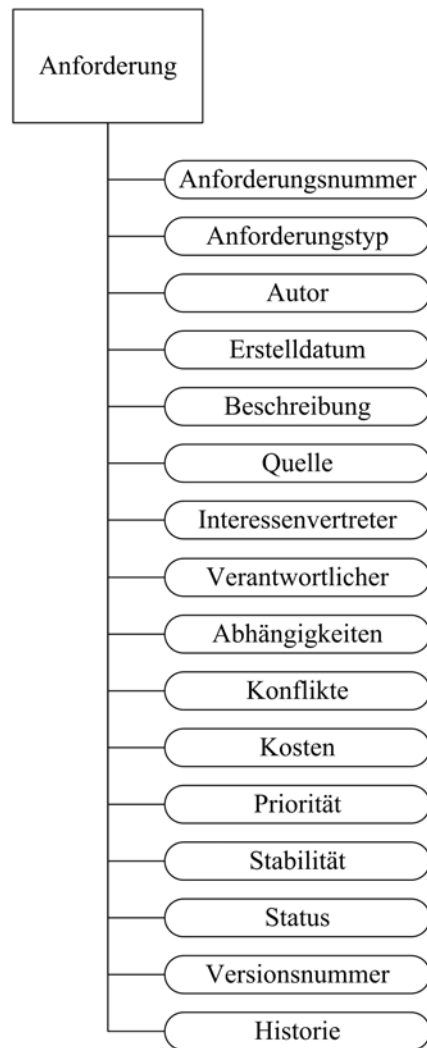 Anforderung
Anforderungsnummer
Anforderungstyp
Autor
Erstelldatum
Beschreibung
Quelle
Interessenvertreter
Verantwortlicher
Abhängigkeiten
Konflikte
Kosten
Priorität
Stabilität
Status
Versionsnummer
Historie